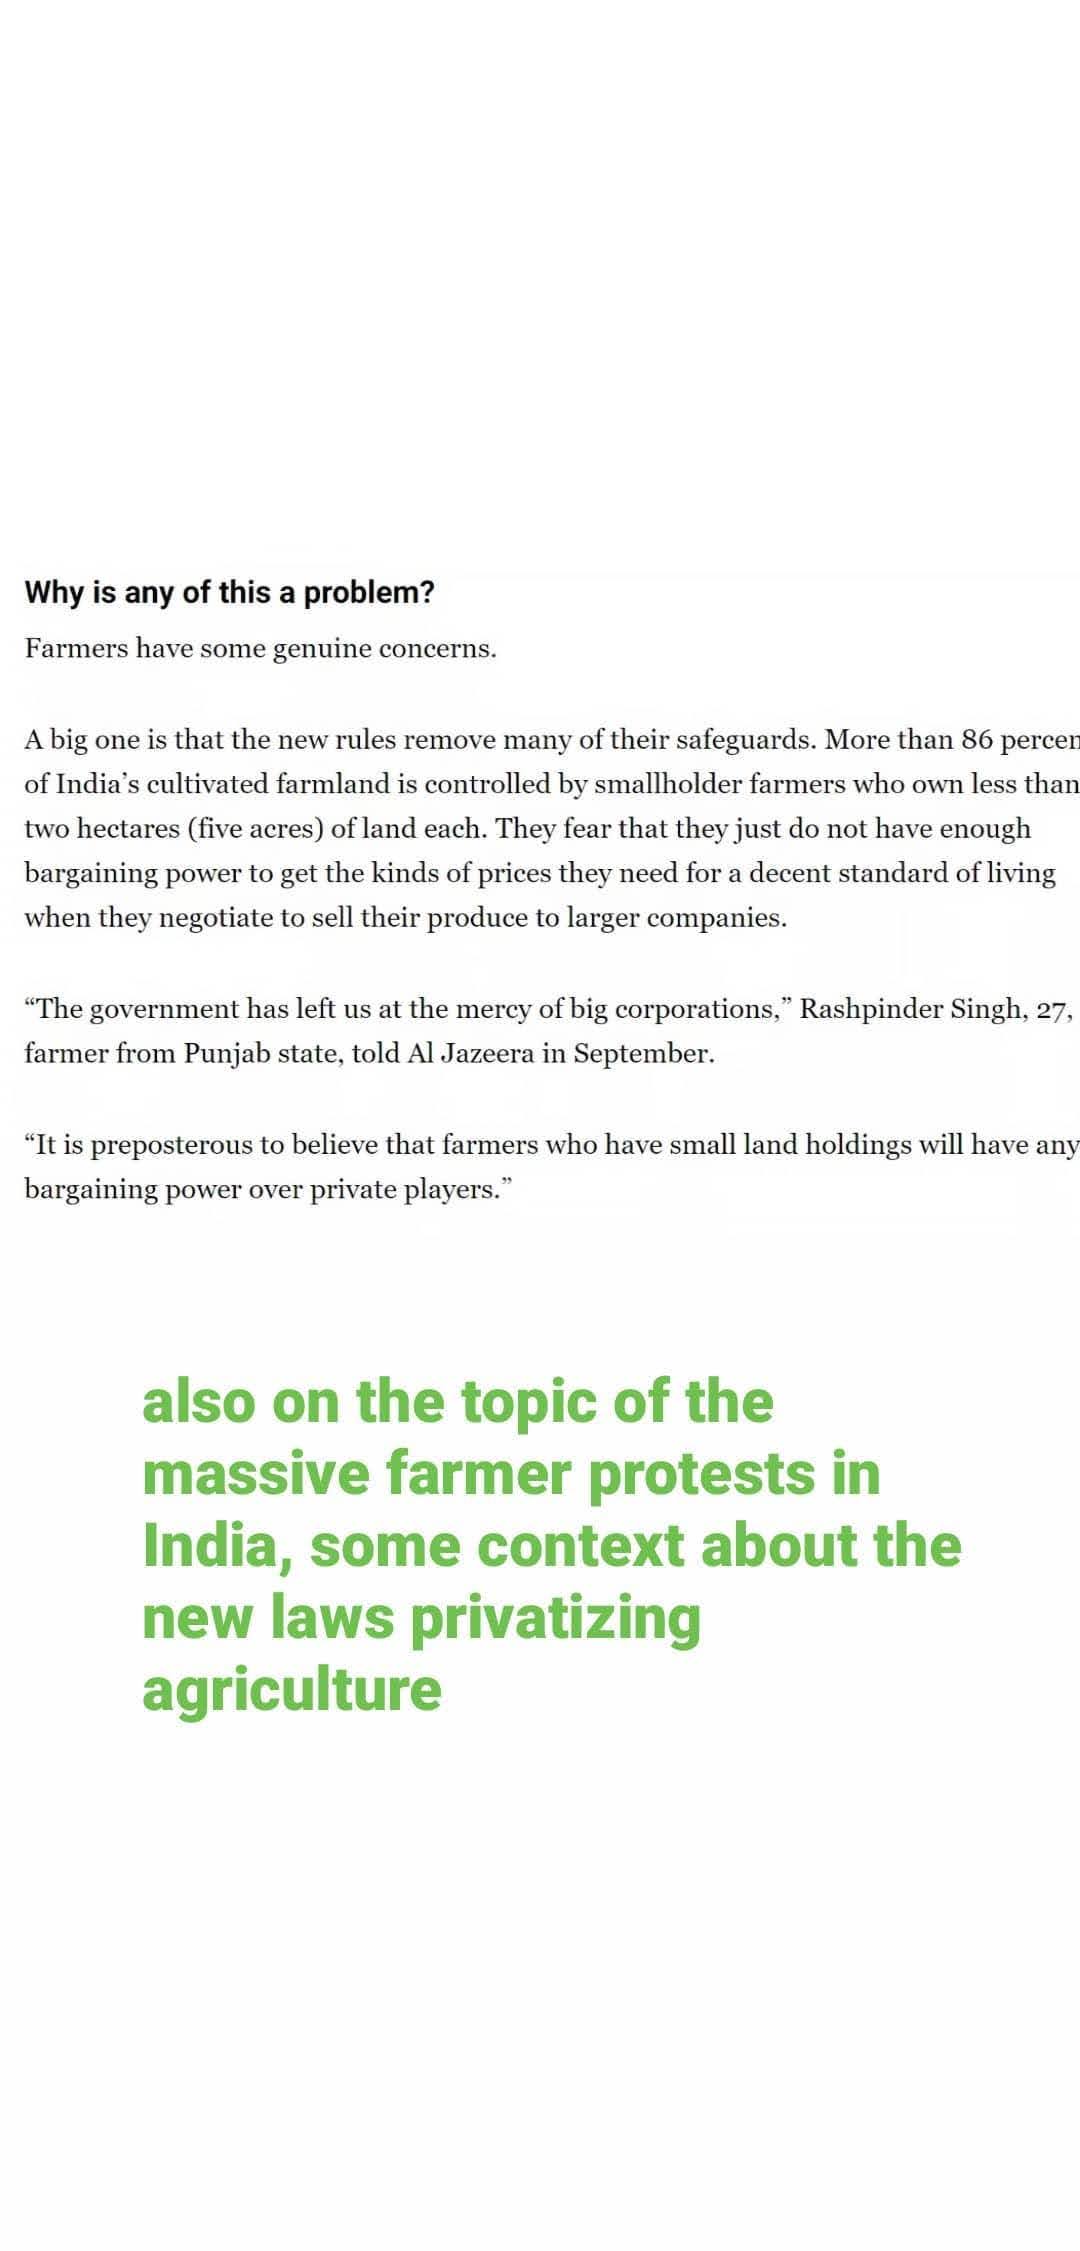 Why is any of this a problem?
Farmers have some genuine concerns.
A big one is that the new rules remove many of their safeguards. More than 86 percen
of India’s cultivated farmland is controlled by smallholder farmers who own less than
two hectares (five acres) of land each. They fear that they just do not have enough
bargaining power to get the kinds of prices they need for a decent standard of living
when they negotiate to sell their produce to larger companies.
“The government has left us at the mercy of big corporations,” Rashpinder Singh, 27,
farmer from Punjab state, told Al Jazeera in September.
“It is preposterous to believe that farmers who have small land holdings will have any
bargaining power over private players.”
also on the topic of the
massive farmer protests in
India, some context about the
new laws privatizing
agriculture